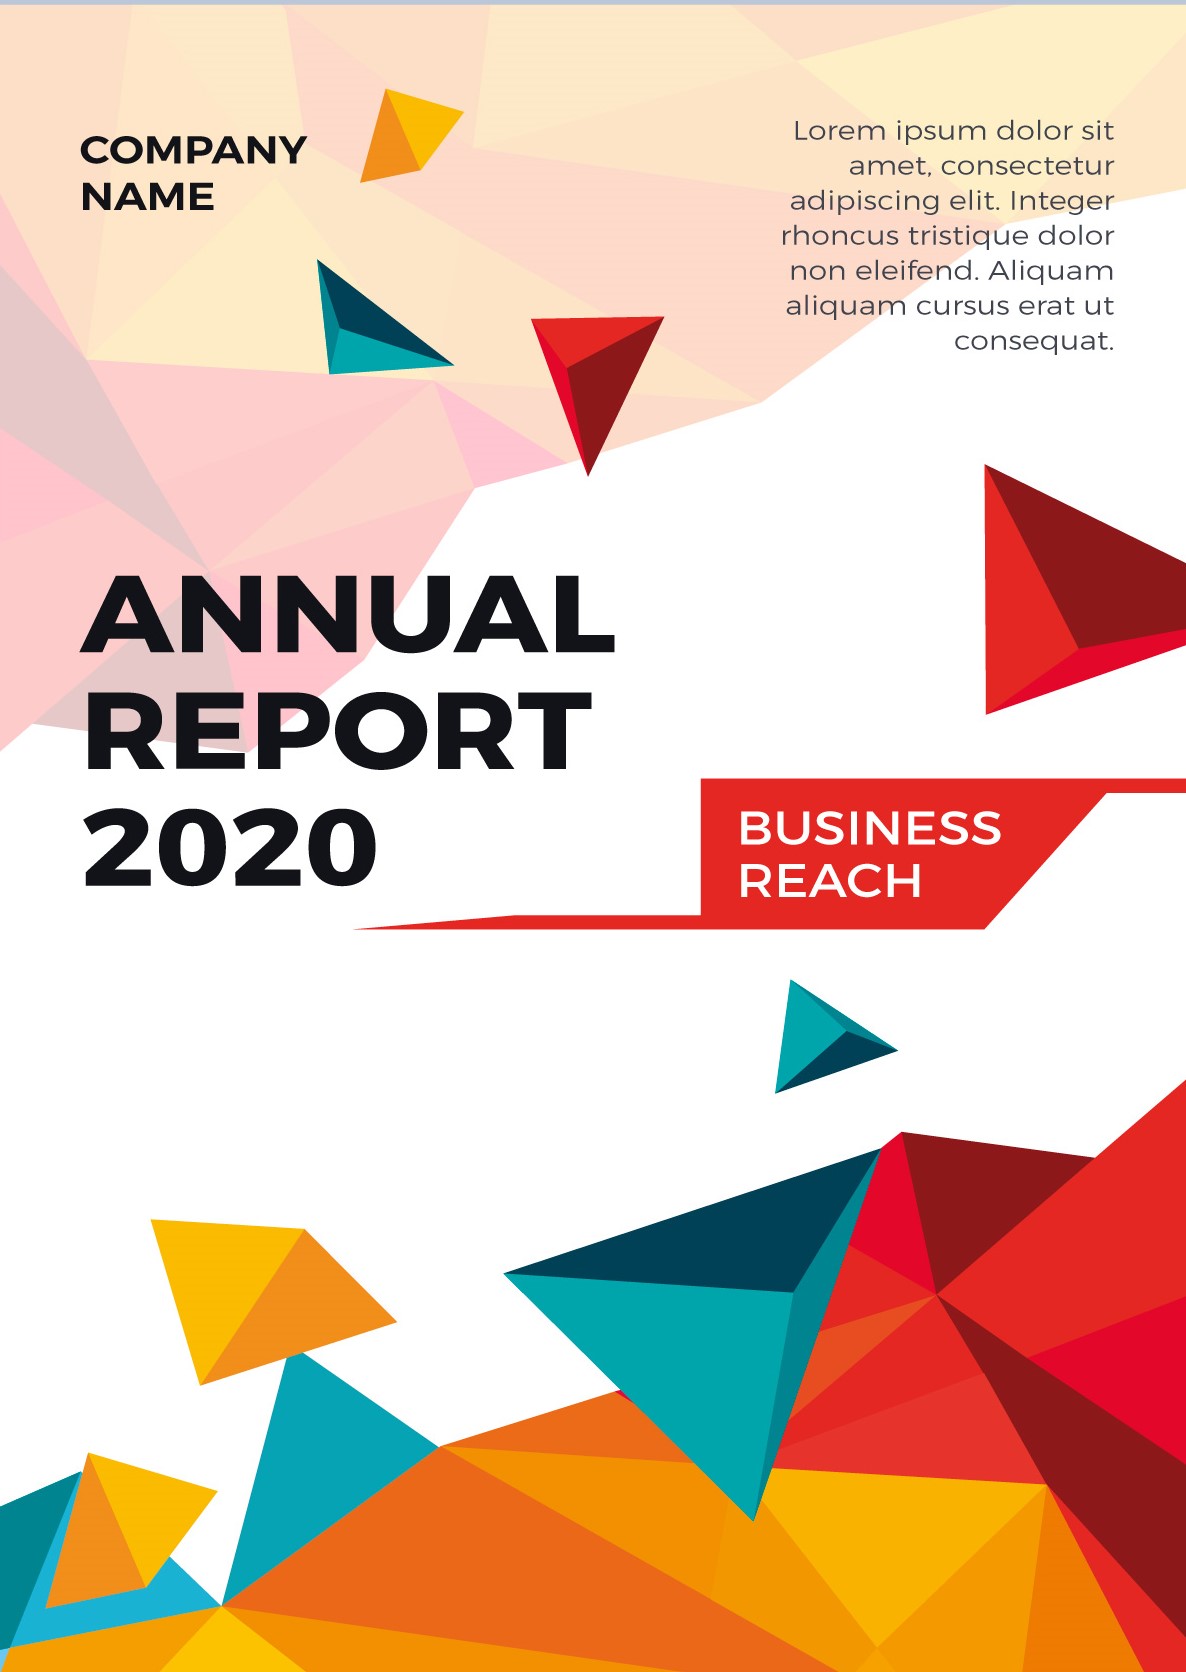 COMPANY
NAME
Lorem ipsum dolor sit
amet, consectetur
adipiscing elit. Integer
rhoncus tristique dolor
non eleifend. Aliquam
aliquam cursus erat ut
consequat.
ANNUAL
REPORT
2020
BUSINESS
REACH